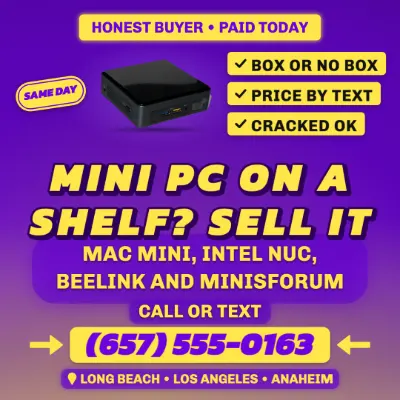 HONEST BUYER • PAID TODAY
SAME DAY
✓ BOX OR NO BOX
✓ PRICE BY TEXT
✓ CRACKED OK
MINI PC ON A
SHELF? SELL IT
MAC MINI, INTEL NUC,
BEELINK AND MINISFORUM
CALL OR TEXT
(657) 555-0163
LONG BEACH • LOS ANGELES • ANAHEIM